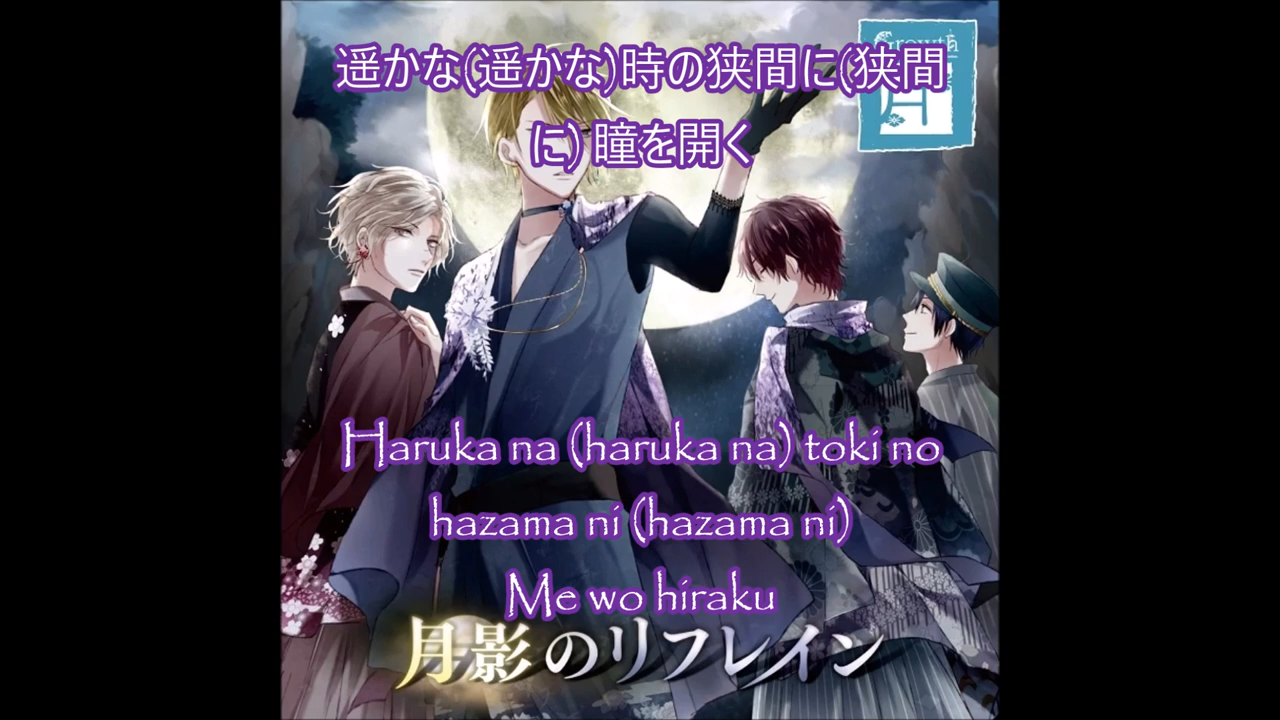 遥かな(遥かな)時の狭間に(狭間
に) 瞳を開く
Growth
Haruka na (haruka na) toki no
hazama ni (hazama ni)
Me wo hiraku
月影のリフレイン